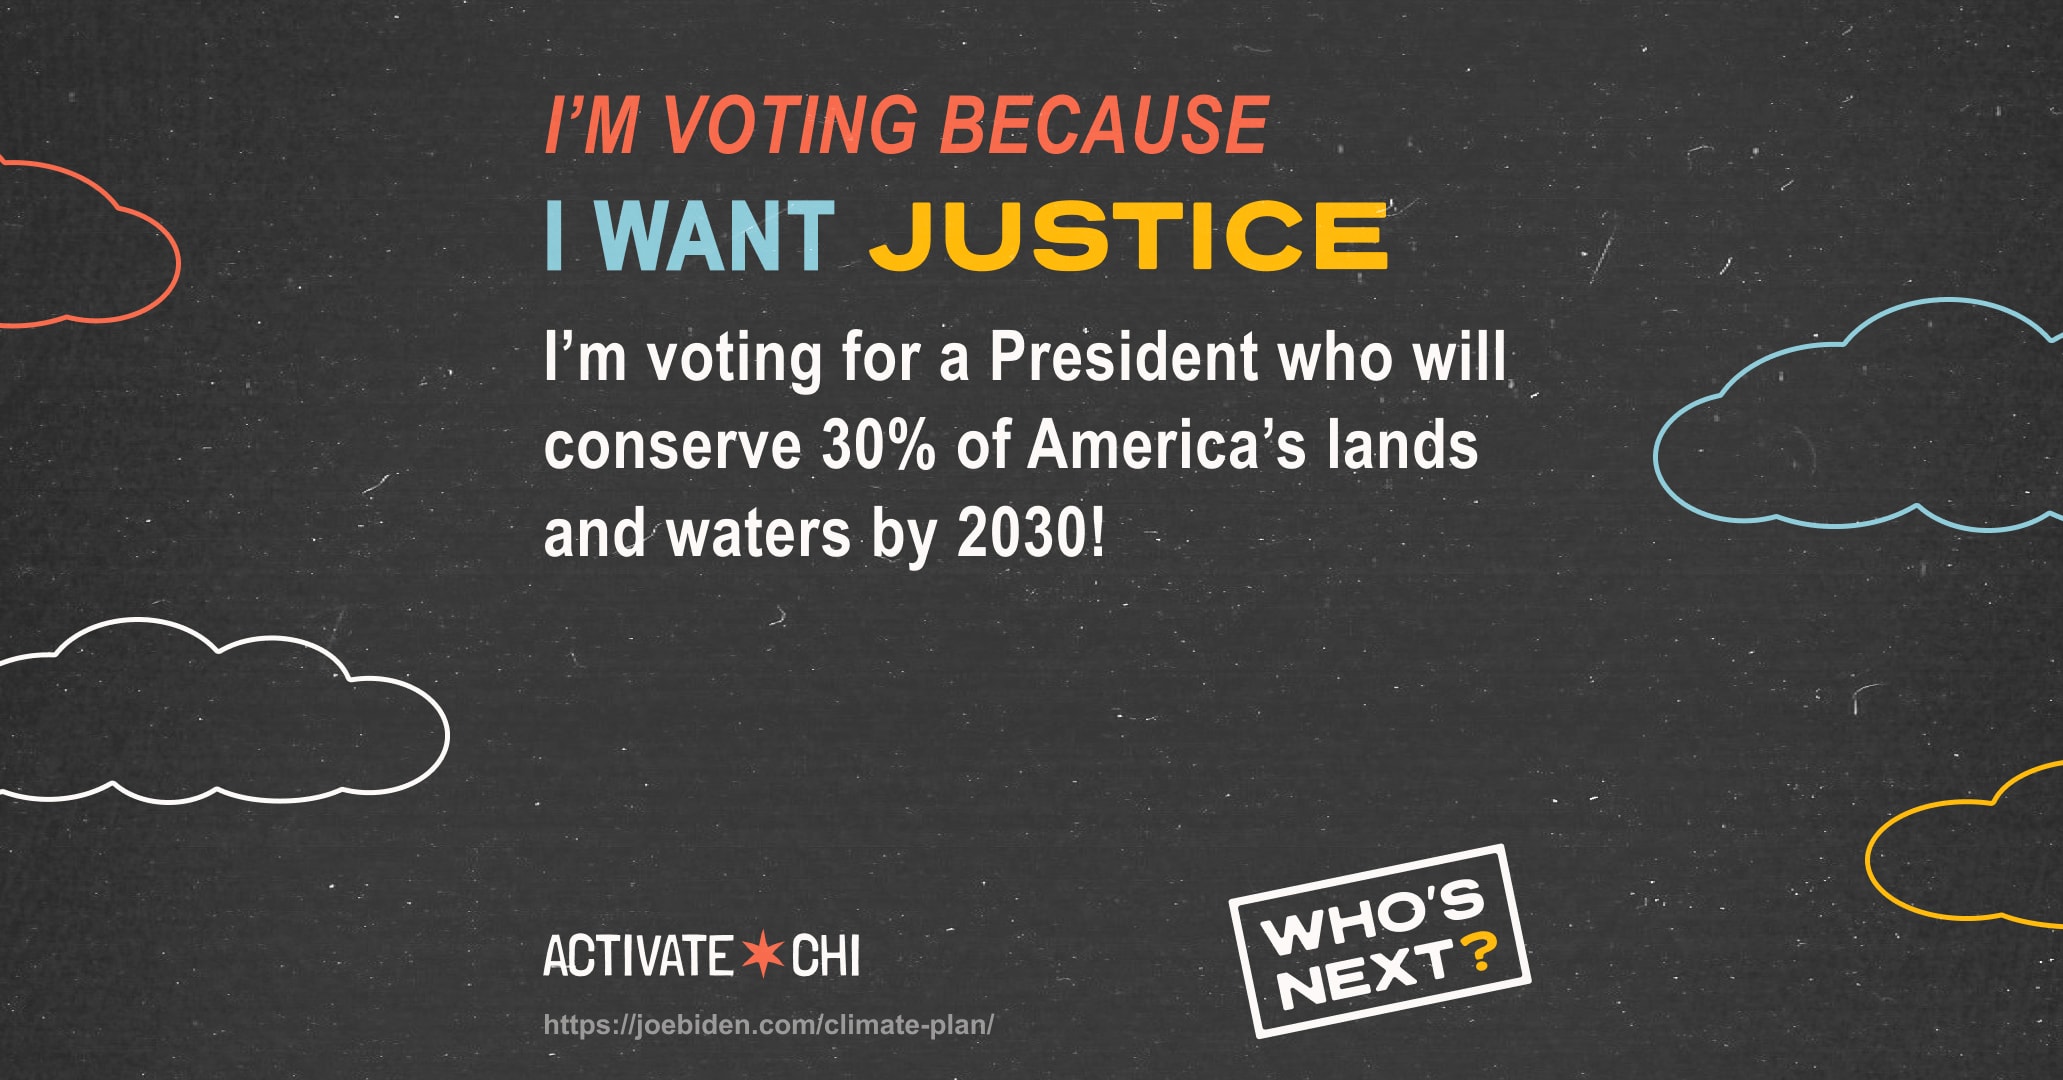 I’M VOTING BECAUSE
I WANT JUSTICE
I’m voting for a President who will
conserve 30% of America’s lands
and waters by 2030!
WHO’S
NEXT?
ACTIVATE CHI
https://joebiden.com/climate-plan/